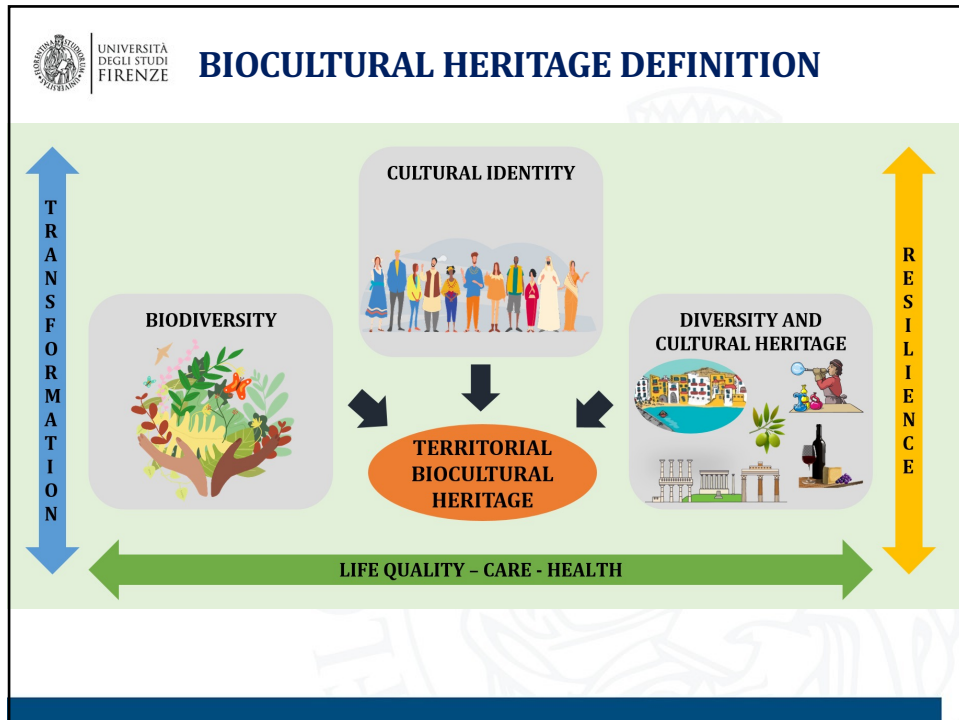 UNIVERSITÀ
DEGLI STUDI
FIRENZE
BIOCULTURAL HERITAGE DEFINITION
TRANSFORMATION
CULTURAL IDENTITY
BIODIVERSITY
DIVERSITY AND
CULTURAL HERITAGE
TERRITORIAL
BIOCULTURAL
HERITAGE
RESILIENCE
LIFE QUALITY – CARE - HEALTH